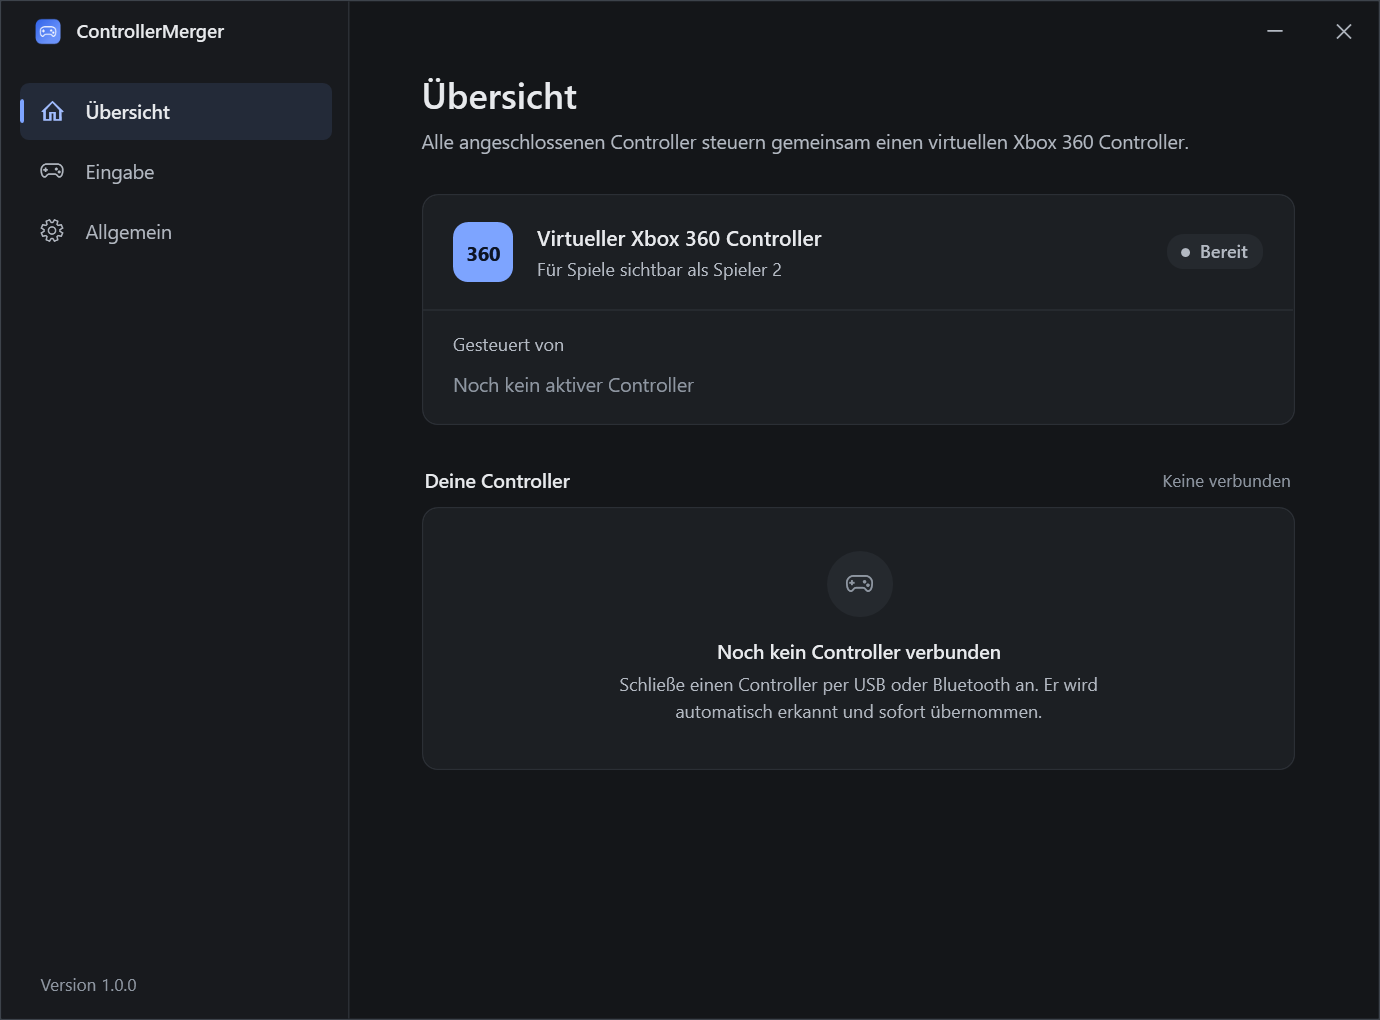 ControllerMerger
Übersicht
Eingabe
Allgemein
Version 1.0.0
Übersicht
Alle angeschlossenen Controller steuern gemeinsam einen virtuellen Xbox 360 Controller.
360
Virtueller Xbox 360 Controller
Für Spiele sichtbar als Spieler 2
Bereit
Gesteuert von
Noch kein aktiver Controller
Deine Controller
Keine verbunden
Noch kein Controller verbunden
Schließe einen Controller per USB oder Bluetooth an. Er wird
automatisch erkannt und sofort übernommen.